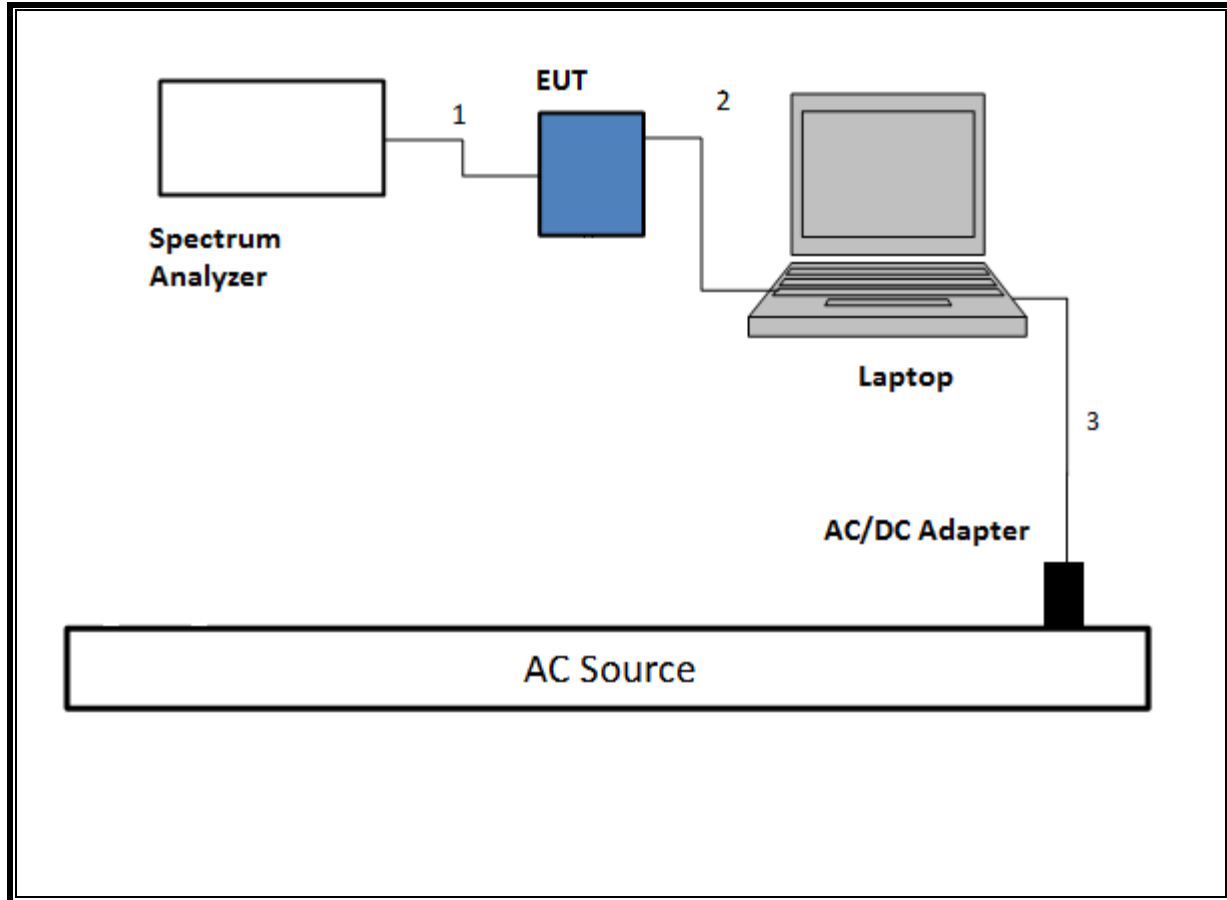 EUT
1
2
Spectrum
Analyzer
Laptop
3
AC/DC Adapter
AC Source